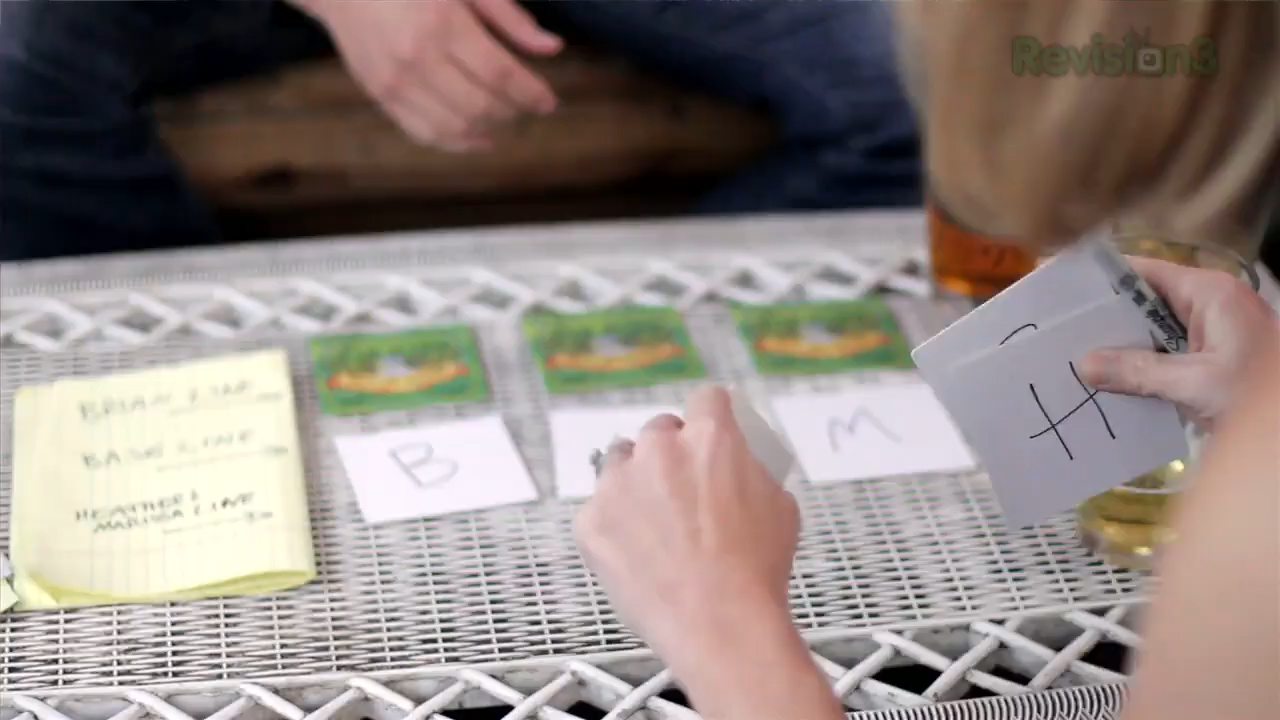 Revision3
BRIAN LINE
BASE LINE
HEATHER &
MARISSA LINE
B
M
H